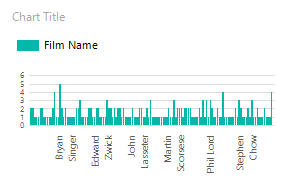 Chart Title
Film Name
6
5
4
3
2
1
0
Bryan
Singer
Edward
Zwick
John
Lasseter
Martin
Scorsese
Phil Lord
Stephen
Chow